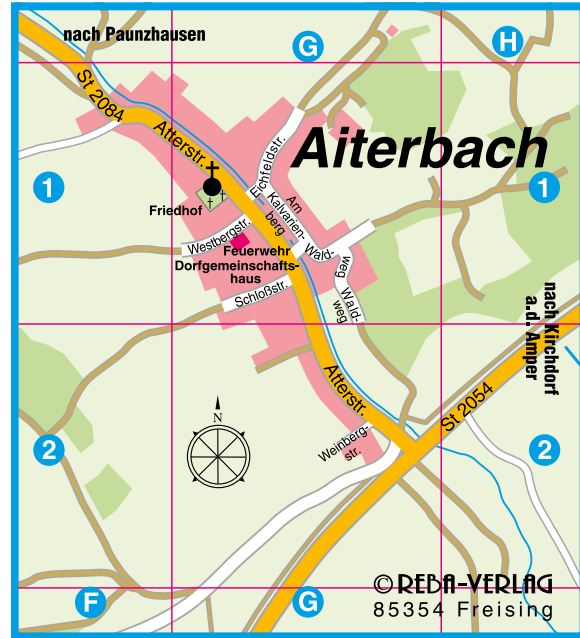 nach Paunzhausen
G
H
St 2084
Atterstr.
Eichfeldstr.
Aiterbach
1
1
Friedhof
Am
Kalvarien-
berg
Westbergstr.
Feuerwehr
Dorfgemeinschafts-
haus
Wald-
weg
Wald-
weg
Schloßstr.
nach Kirchdorf
a.d. Amper
Atterstr.
St 2054
N
2
Weinberg-
str.
2
F
G
© REBA-VERLAG
85354 Freising